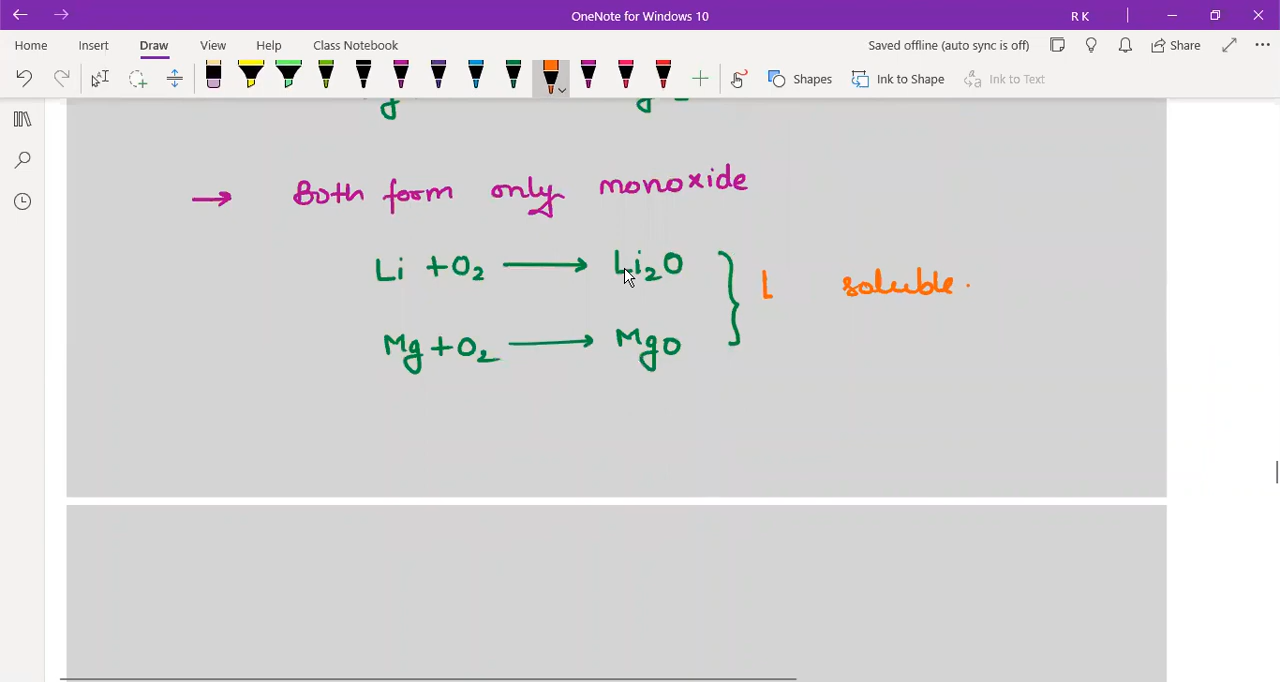 OneNote for Windows 10
R K
Home Insert Draw View Help Class Notebook
Saved offline (auto sync is off) Share
Shapes Ink to Shape Ink to Text
→ Both form only monoxide
Li + O₂ → Li₂O
L soluble.
Mg + O₂ → MgO